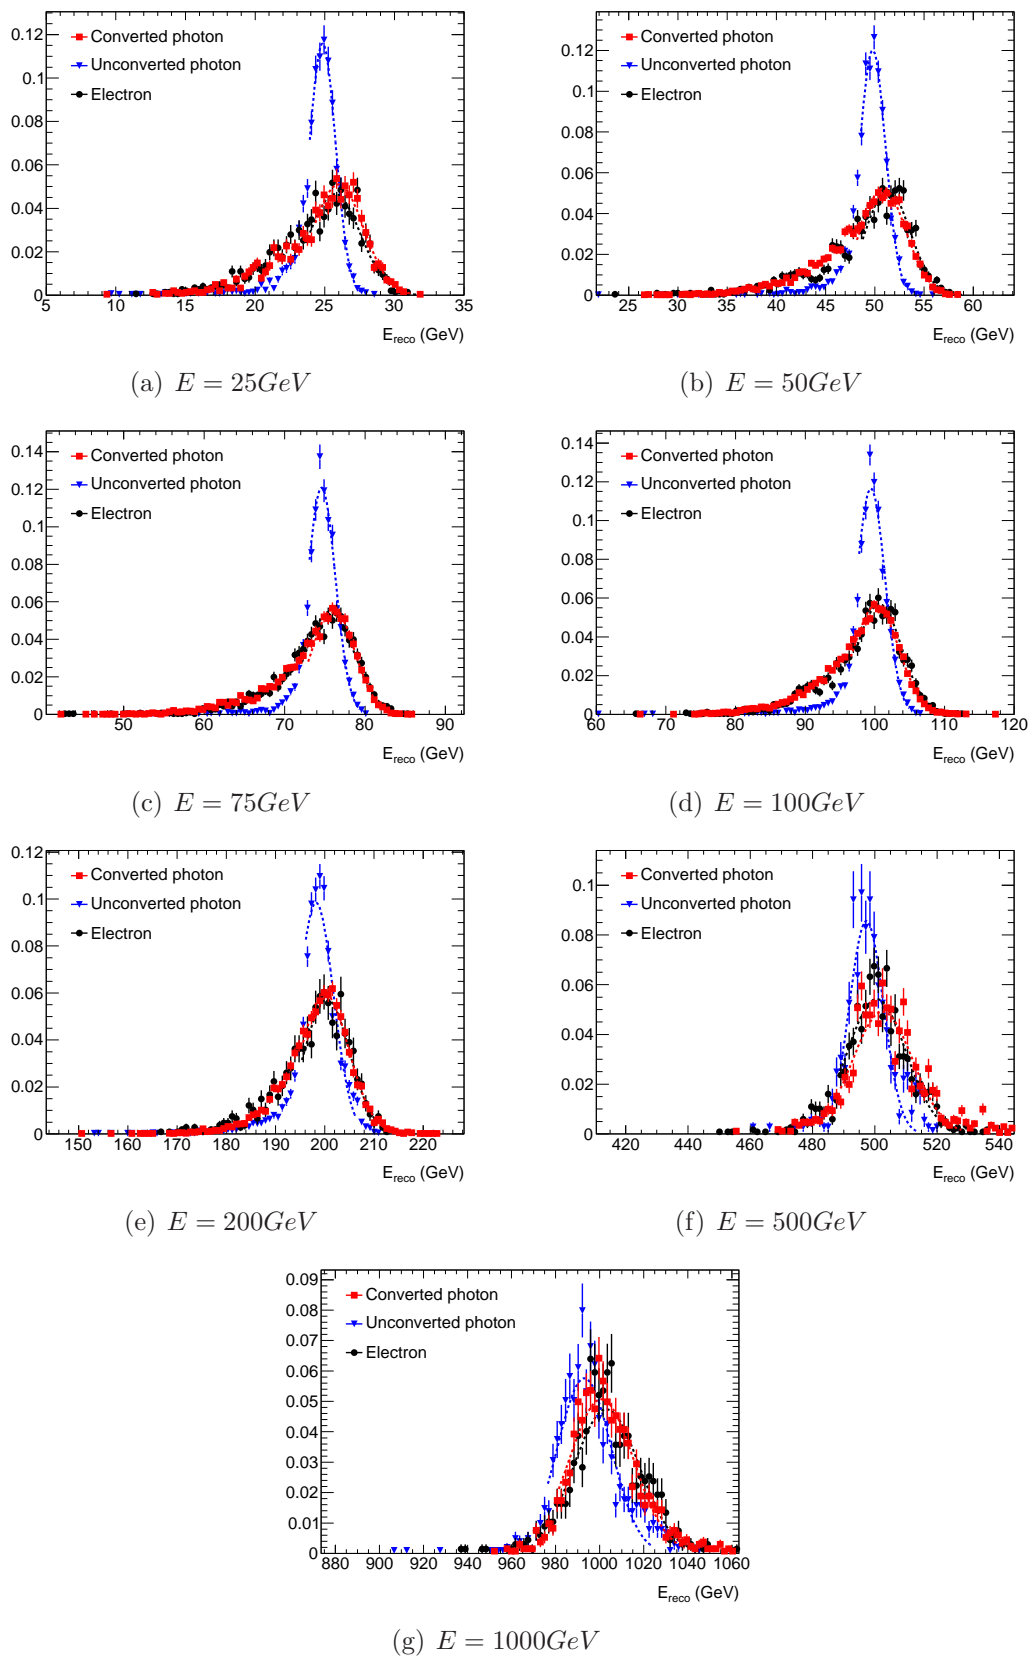 0.12
0.1
0.08
0.06
0.04
0.02
0
Converted photon
Unconverted photon
Electron
5 10 15 20 25 30 35
E_reco (GeV)
(a) E = 25GeV
0.12
0.1
0.08
0.06
0.04
0.02
0
Converted photon
Unconverted photon
Electron
25 30 35 40 45 50 55 60
E_reco (GeV)
(b) E = 50GeV
0.14
0.12
0.1
0.08
0.06
0.04
0.02
0
Converted photon
Unconverted photon
Electron
50 60 70 80 90
E_reco (GeV)
(c) E = 75GeV
0.14
0.12
0.1
0.08
0.06
0.04
0.02
0
Converted photon
Unconverted photon
Electron
60 70 80 90 100 110 120
E_reco (GeV)
(d) E = 100GeV
0.12
0.1
0.08
0.06
0.04
0.02
0
Converted photon
Unconverted photon
Electron
150 160 170 180 190 200 210 220
E_reco (GeV)
(e) E = 200GeV
0.1
0.08
0.06
0.04
0.02
0
Converted photon
Unconverted photon
Electron
420 440 460 480 500 520 540
E_reco (GeV)
(f) E = 500GeV
0.09
0.08
0.07
0.06
0.05
0.04
0.03
0.02
0.01
0
Converted photon
Unconverted photon
Electron
880 900 920 940 960 980 1000 1020 1040 1060
E_reco (GeV)
(g) E = 1000GeV